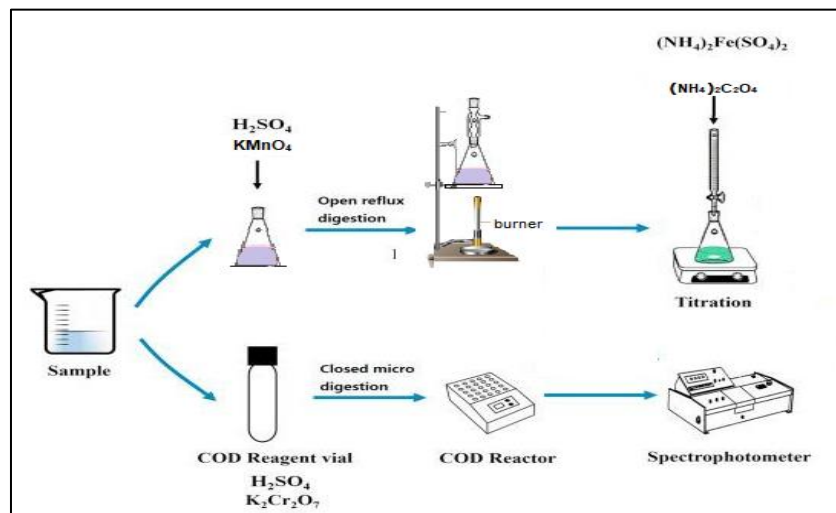 (NH₄)₂Fe(SO₄)₂
(NH₄)₂C₂O₄
H₂SO₄
KMnO₄
Open reflux
digestion
burner
1
Titration
Sample
Closed micro
digestion
COD Reagent vial
H₂SO₄
K₂Cr₂O₇
COD Reactor
Spectrophotometer